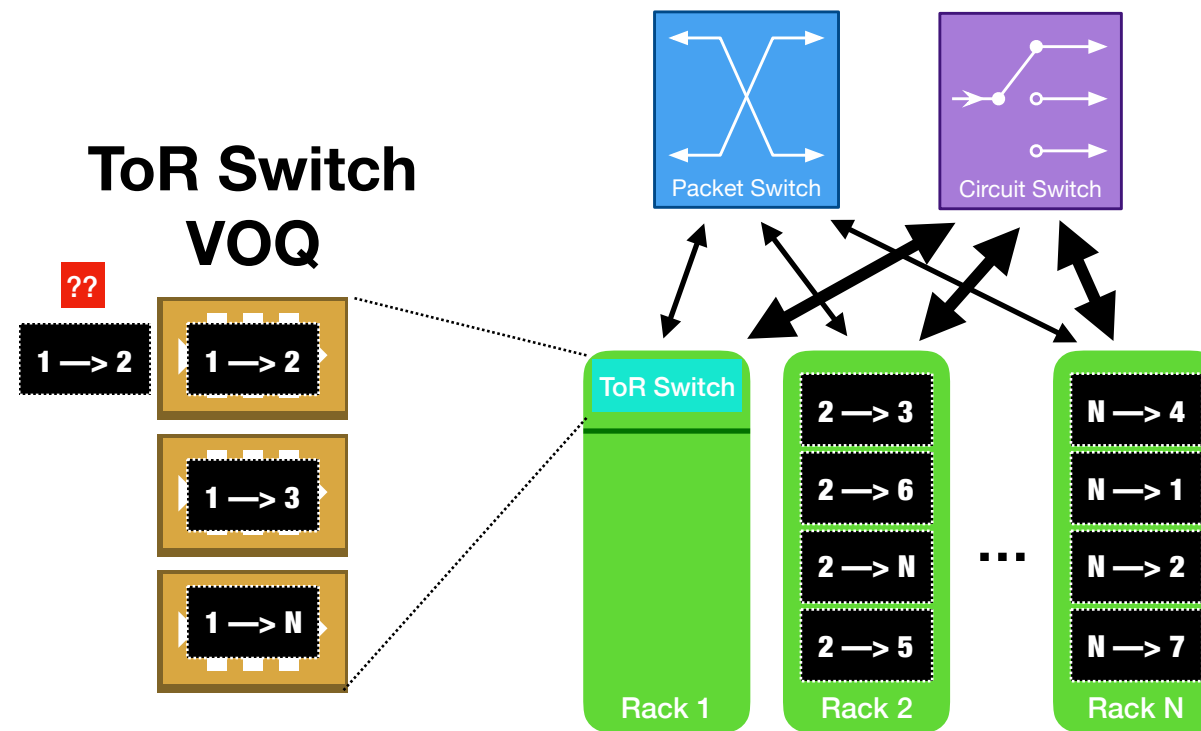 Packet Switch
Circuit Switch
ToR Switch
VOQ
??
1 —> 2
1 —> 2
1 —> 3
1 —> N
ToR Switch
Rack 1
2 —> 3
2 —> 6
2 —> N
2 —> 5
Rack 2
...
N —> 4
N —> 1
N —> 2
N —> 7
Rack N